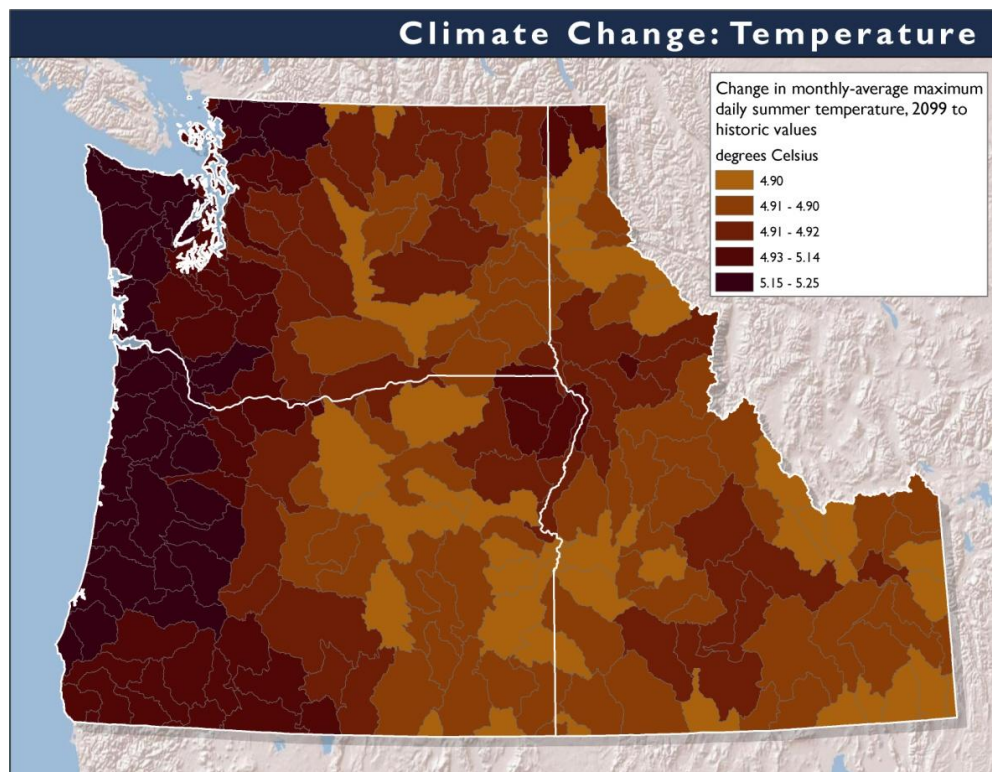 Climate Change: Temperature
Change in monthly-average maximum
daily summer temperature, 2099 to
historic values
degrees Celsius
4.90
4.91 - 4.90
4.91 - 4.92
4.93 - 5.14
5.15 - 5.25